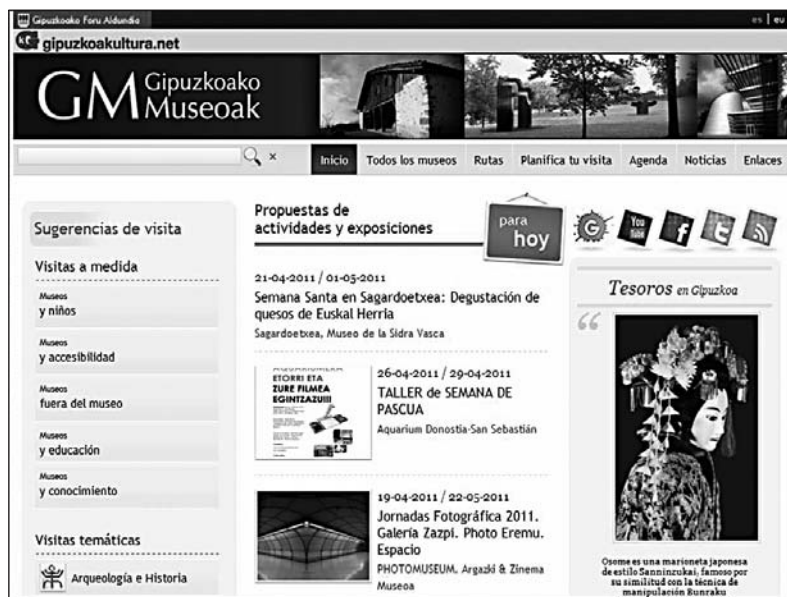 Gipuzkoako Foru Aldundia
es | eu
gipuzkoakultura.net
GM Gipuzkoako
Museoak
Inicio Todos los museos Rutas Planifica tu visita Agenda Noticias Enlaces
Sugerencias de visita
Visitas a medida
Museos
y niños
Museos
y accesibilidad
Museos
fuera del museo
Museos
y educación
Museos
y conocimiento
Visitas temáticas
Arqueología e Historia
Propuestas de
actividades y exposiciones
para
hoy
21-04-2011 / 01-05-2011
Semana Santa en Sagardoetxea: Degustación de
quesos de Euskal Herria
Sagardoetxea, Museo de la Sidra Vasca
ETORRI ETA
ZURE FILMEA
EGINTZAZU!!!
26-04-2011 / 29-04-2011
TALLER de SEMANA DE
PASCUA
Aquarium Donostia-San Sebastián
19-04-2011 / 22-05-2011
Jornadas Fotográfica 2011.
Galería Zazpi. Photo Eremu.
Espacio
PHOTOMUSEUM. Argazki & Zinema
Museoa
G
You
Tube
f
t
Tesoros en Gipuzkoa
Osome es una marioneta japonesa
de estilo Sanninzukai, famoso por
su similitud con la técnica de
manipulación Bunraku